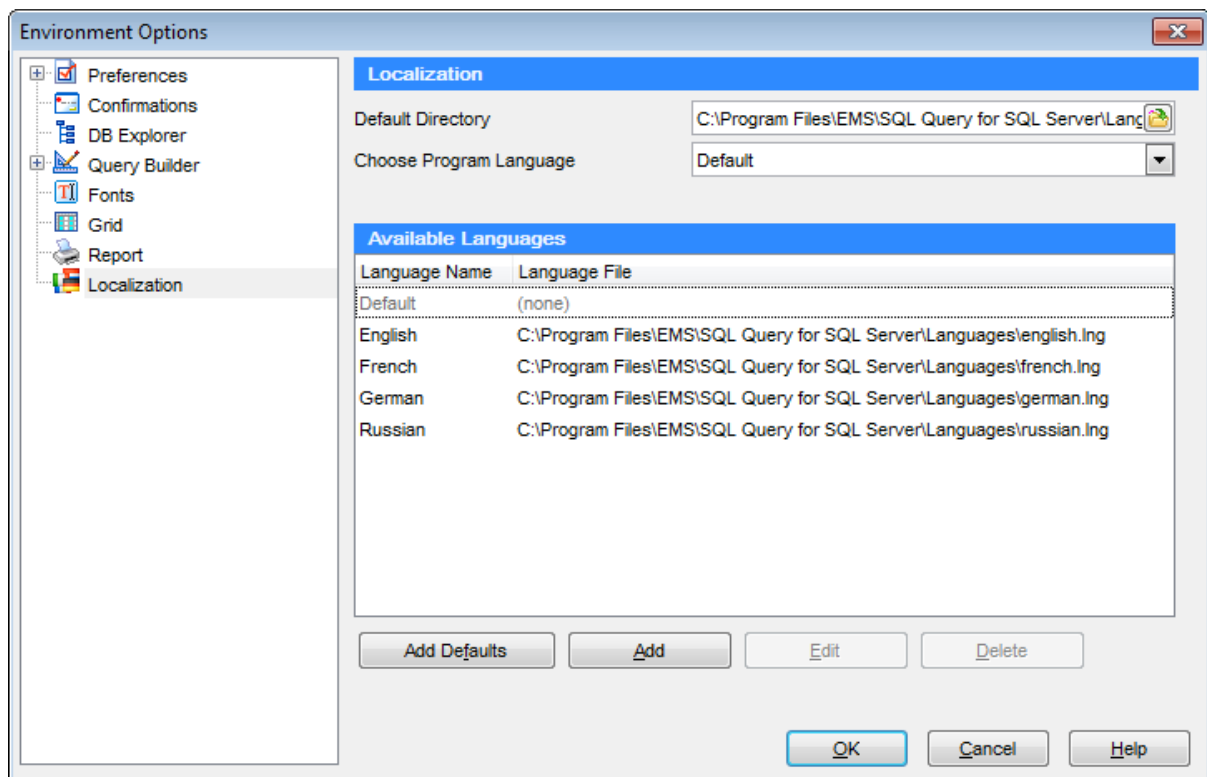 Environment Options
Preferences
Confirmations
DB Explorer
Query Builder
Fonts
Grid
Report
Localization
Localization
Default Directory C:\Program Files\EMS\SQL Query for SQL Server\Lang
Choose Program Language Default
Available Languages
Language Name Language File
Default (none)
English C:\Program Files\EMS\SQL Query for SQL Server\Languages\english.lng
French C:\Program Files\EMS\SQL Query for SQL Server\Languages\french.lng
German C:\Program Files\EMS\SQL Query for SQL Server\Languages\german.lng
Russian C:\Program Files\EMS\SQL Query for SQL Server\Languages\russian.lng
Add Defaults Add Edit Delete
OK Cancel Help